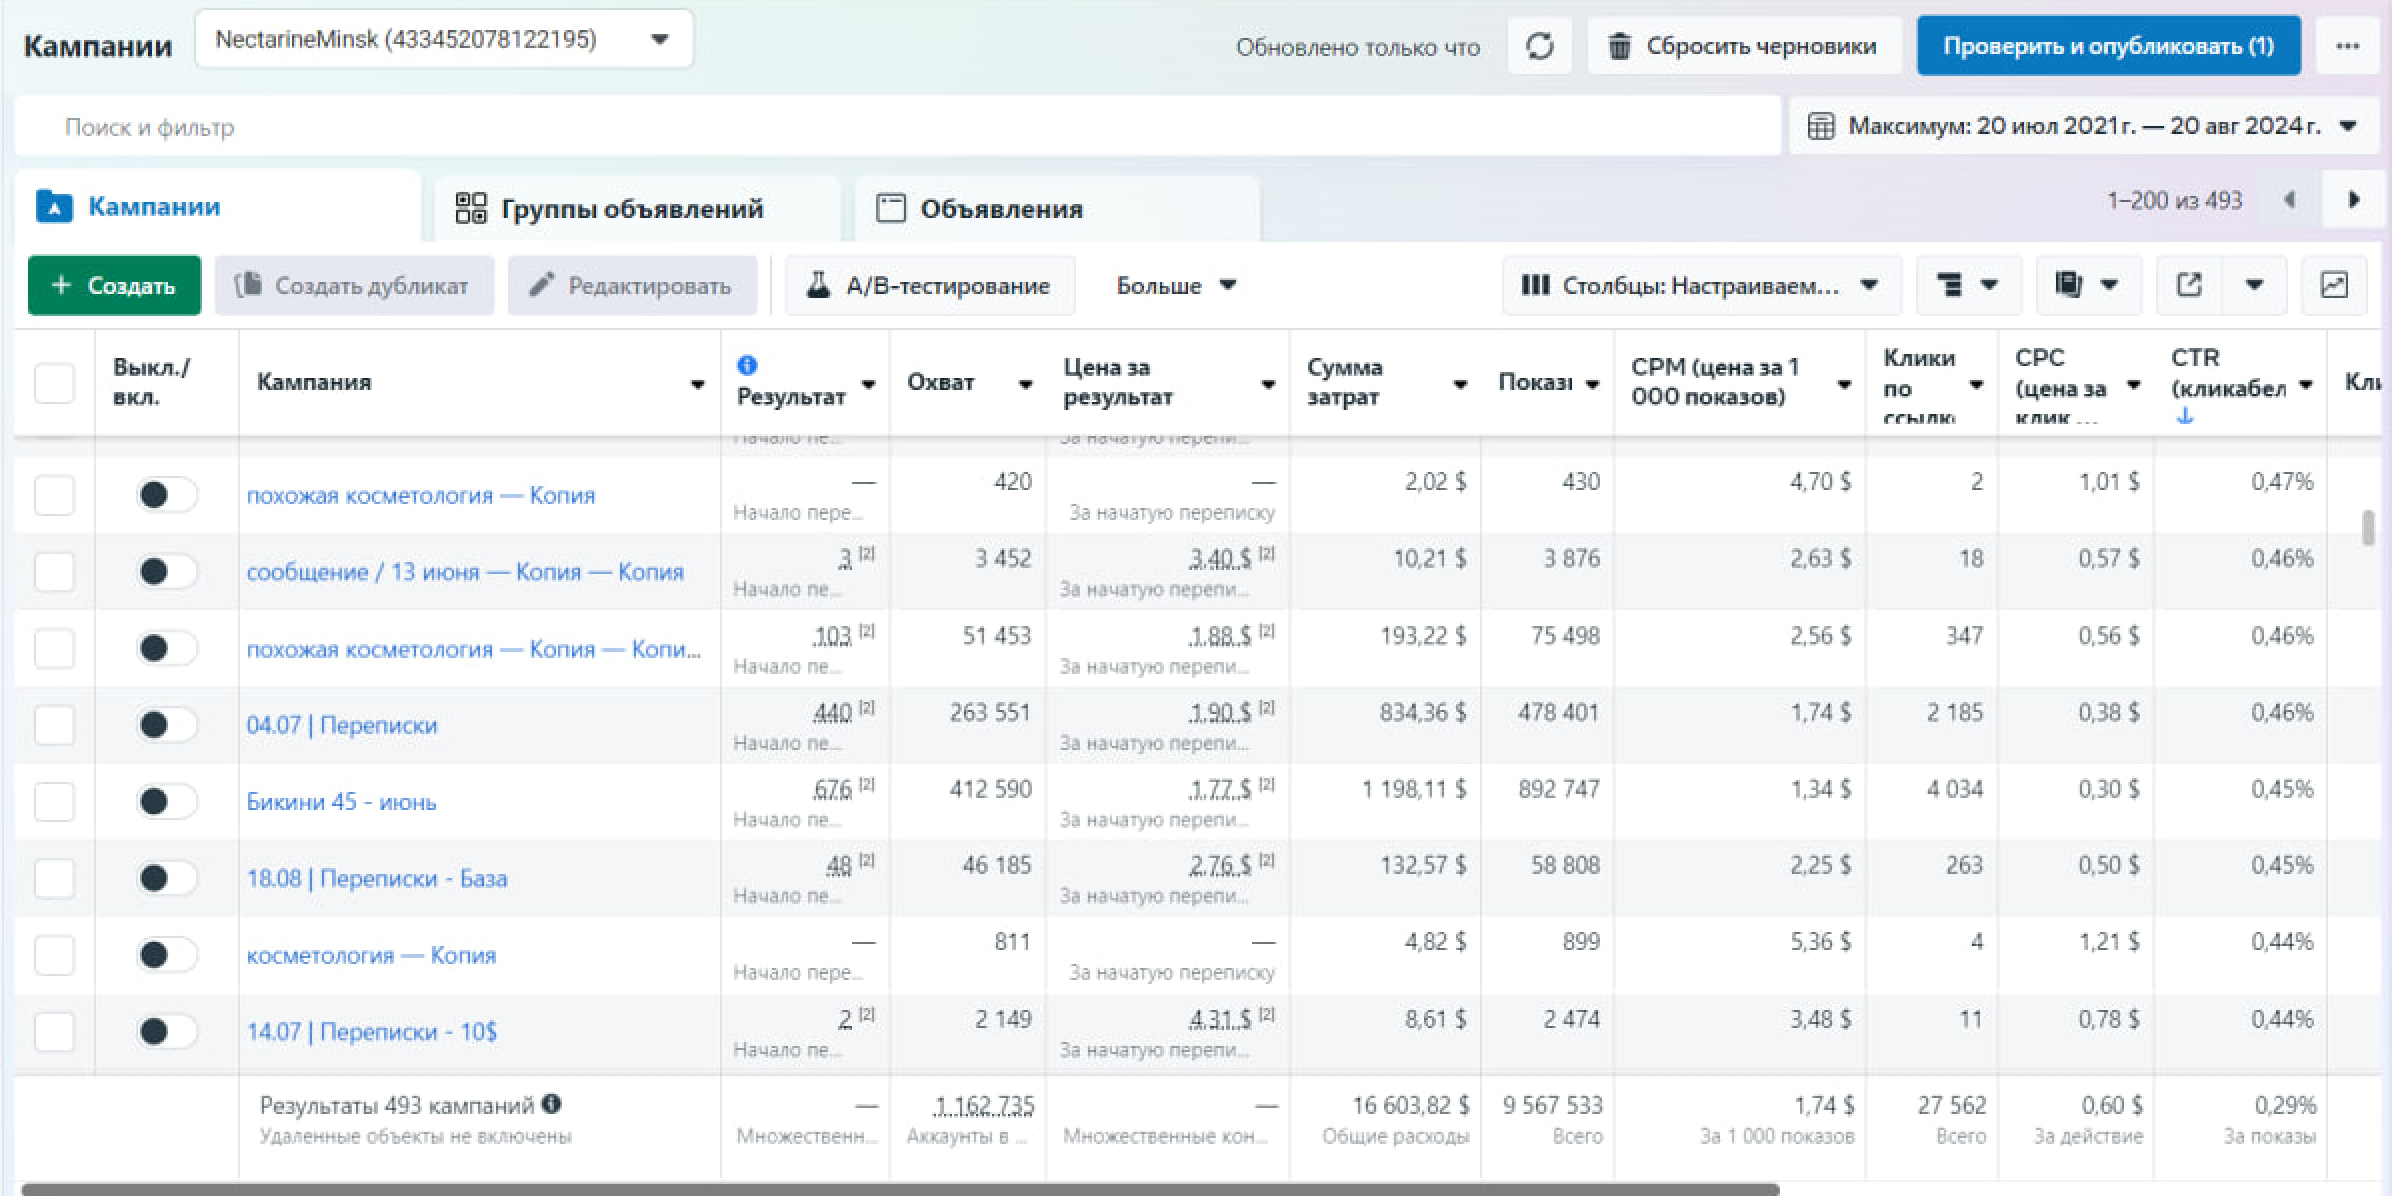 Кампании
NectarineMinsk (433452078122195)
Обновлено только что
Сбросить черновики
Проверить и опубликовать (1)
Поиск и фильтр
Максимум: 20 июл 2021 г. — 20 авг 2024 г.
Кампании
Группы объявлений
Объявления
1–200 из 493
+ Создать
Создать дубликат
Редактировать
A/B-тестирование
Больше
Столбцы: Настраиваем...
Выкл./
вкл.
Кампания
Результат
Охват
Цена за
результат
Сумма
затрат
Показы
CPM (цена за 1
000 показов)
Клики
по
ссылке
CPC
(цена за
клик ...
CTR
(кликабел
Кли
Начало пе... За начатую перепи...
похожая косметология — Копия — 420 — 2,02 $ 430 4,70 $ 2 1,01 $ 0,47%
Начало пере... За начатую переписку
сообщение / 13 июня — Копия — Копия 3 [2] 3 452 3,40 $ [2] 10,21 $ 3 876 2,63 $ 18 0,57 $ 0,46%
Начало пе... За начатую перепи...
похожая косметология — Копия — Копи... 103 [2] 51 453 1,88 $ [2] 193,22 $ 75 498 2,56 $ 347 0,56 $ 0,46%
Начало пе... За начатую перепи...
04.07 | Переписки 440 [2] 263 551 1,90 $ [2] 834,36 $ 478 401 1,74 $ 2 185 0,38 $ 0,46%
Начало пе... За начатую перепи...
Бикини 45 - июнь 676 [2] 412 590 1,77 $ [2] 1 198,11 $ 892 747 1,34 $ 4 034 0,30 $ 0,45%
Начало пе... За начатую перепи...
18.08 | Переписки - База 48 [2] 46 185 2,76 $ [2] 132,57 $ 58 808 2,25 $ 263 0,50 $ 0,45%
Начало пе... За начатую перепи...
косметология — Копия — 811 — 4,82 $ 899 5,36 $ 4 1,21 $ 0,44%
Начало пере... За начатую переписку
14.07 | Переписки - 10$ 2 [2] 2 149 4,31 $ [2] 8,61 $ 2 474 3,48 $ 11 0,78 $ 0,44%
Начало пе... За начатую перепи...
Результаты 493 кампаний — 1 162 735 — 16 603,82 $ 9 567 533 1,74 $ 27 562 0,60 $ 0,29%
Удаленные объекты не включены Множественн... Аккаунты в ... Множественные кон... Общие расходы Всего За 1 000 показов Всего За действие За показы